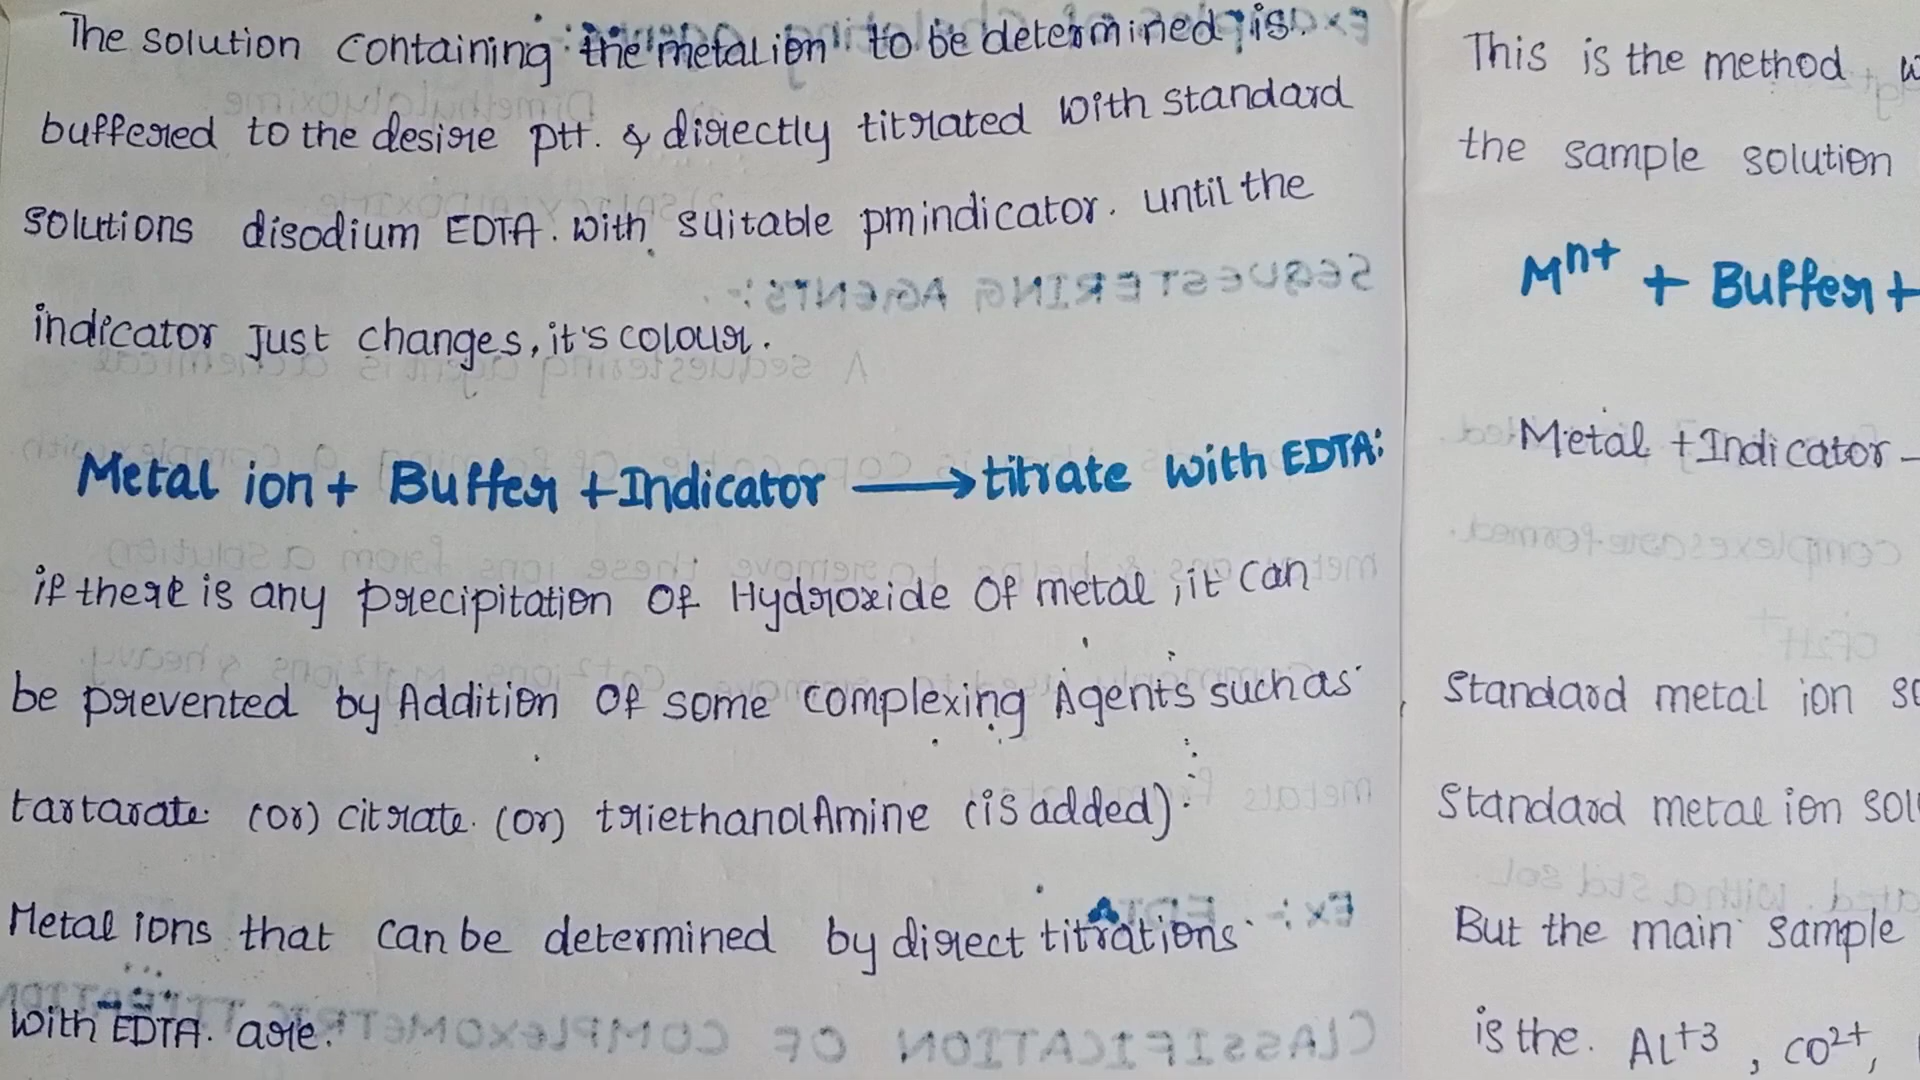 The solution containing the metal ion to be determined, is.
buffered to the desire pH. & directly titrated with standard
solutions disodium EDTA. with suitable pmindicator. until the
indicator Just changes, it's colour.
Metal ion + Buffer + Indicator → titrate with EDTA:
if there is any precipitation Of Hydroxide Of metal, it can
be prevented by Addition Of some complexing Agents such as
tartarate. (or) citrate. (or) triethanolAmine (is added).
Metal ions that can be determined by direct titrations.
with EDTA. are.
This is the method
the sample solution
Mⁿ⁺ + Buffer +
Metal + Indicator
Standard metal ion
Standard metal ion
But the main sample
is the. Al+3, CO2+,